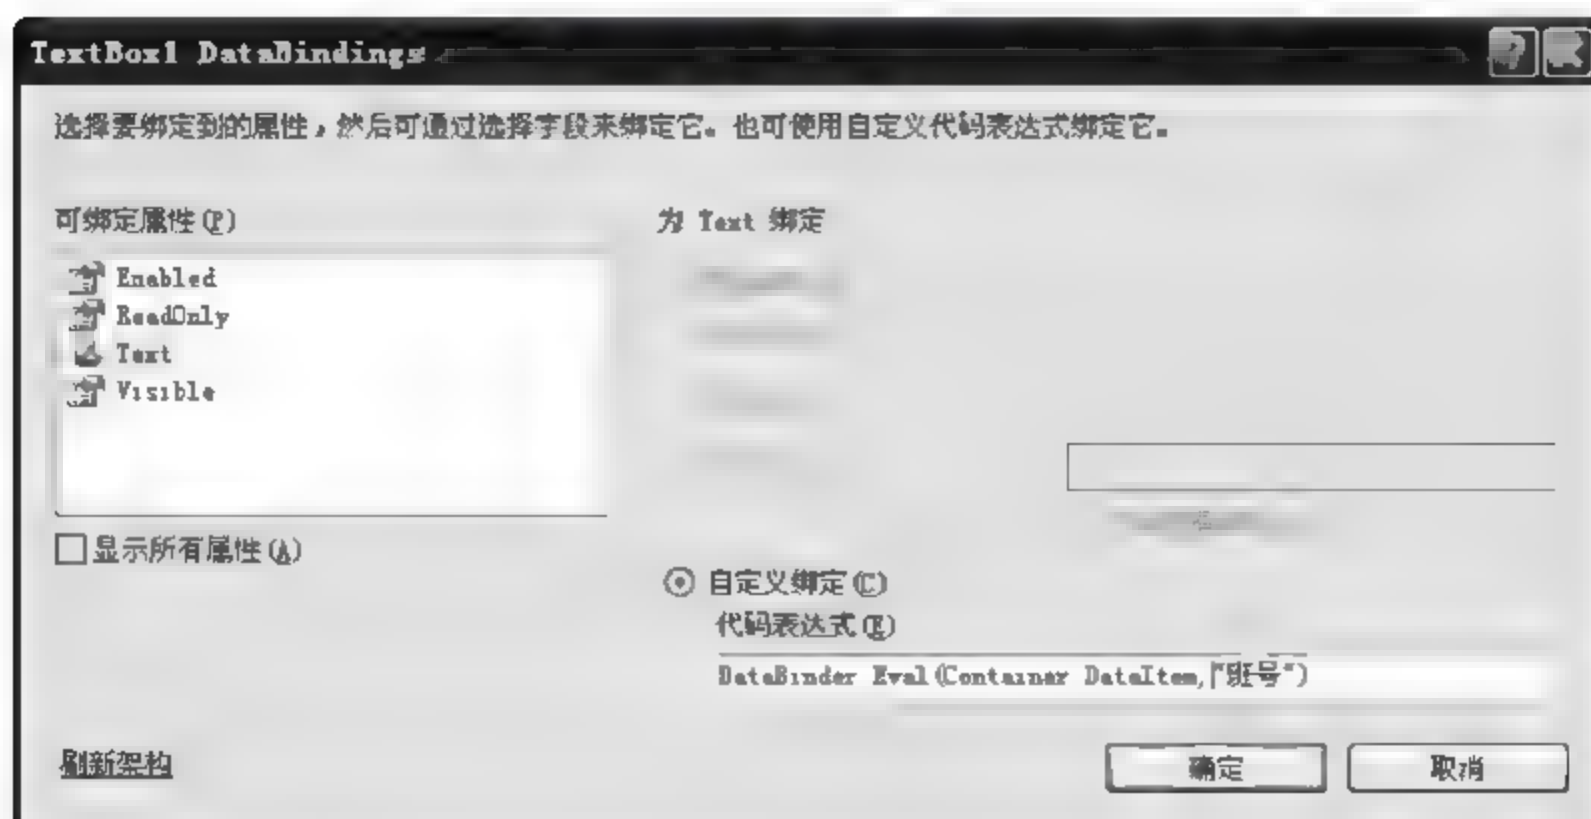 TextBox1 DataBindings
选择要绑定到的属性，然后可通过选择字段来绑定它。也可使用自定义代码表达式绑定它。
可绑定属性(P)
为 Text 绑定
Enabled
ReadOnly
Text
Visible
显示所有属性(A)
自定义绑定(C)
代码表达式(E)
DataBinder Eval(Container DataItem,"班号")
刷新架构
确定
取消